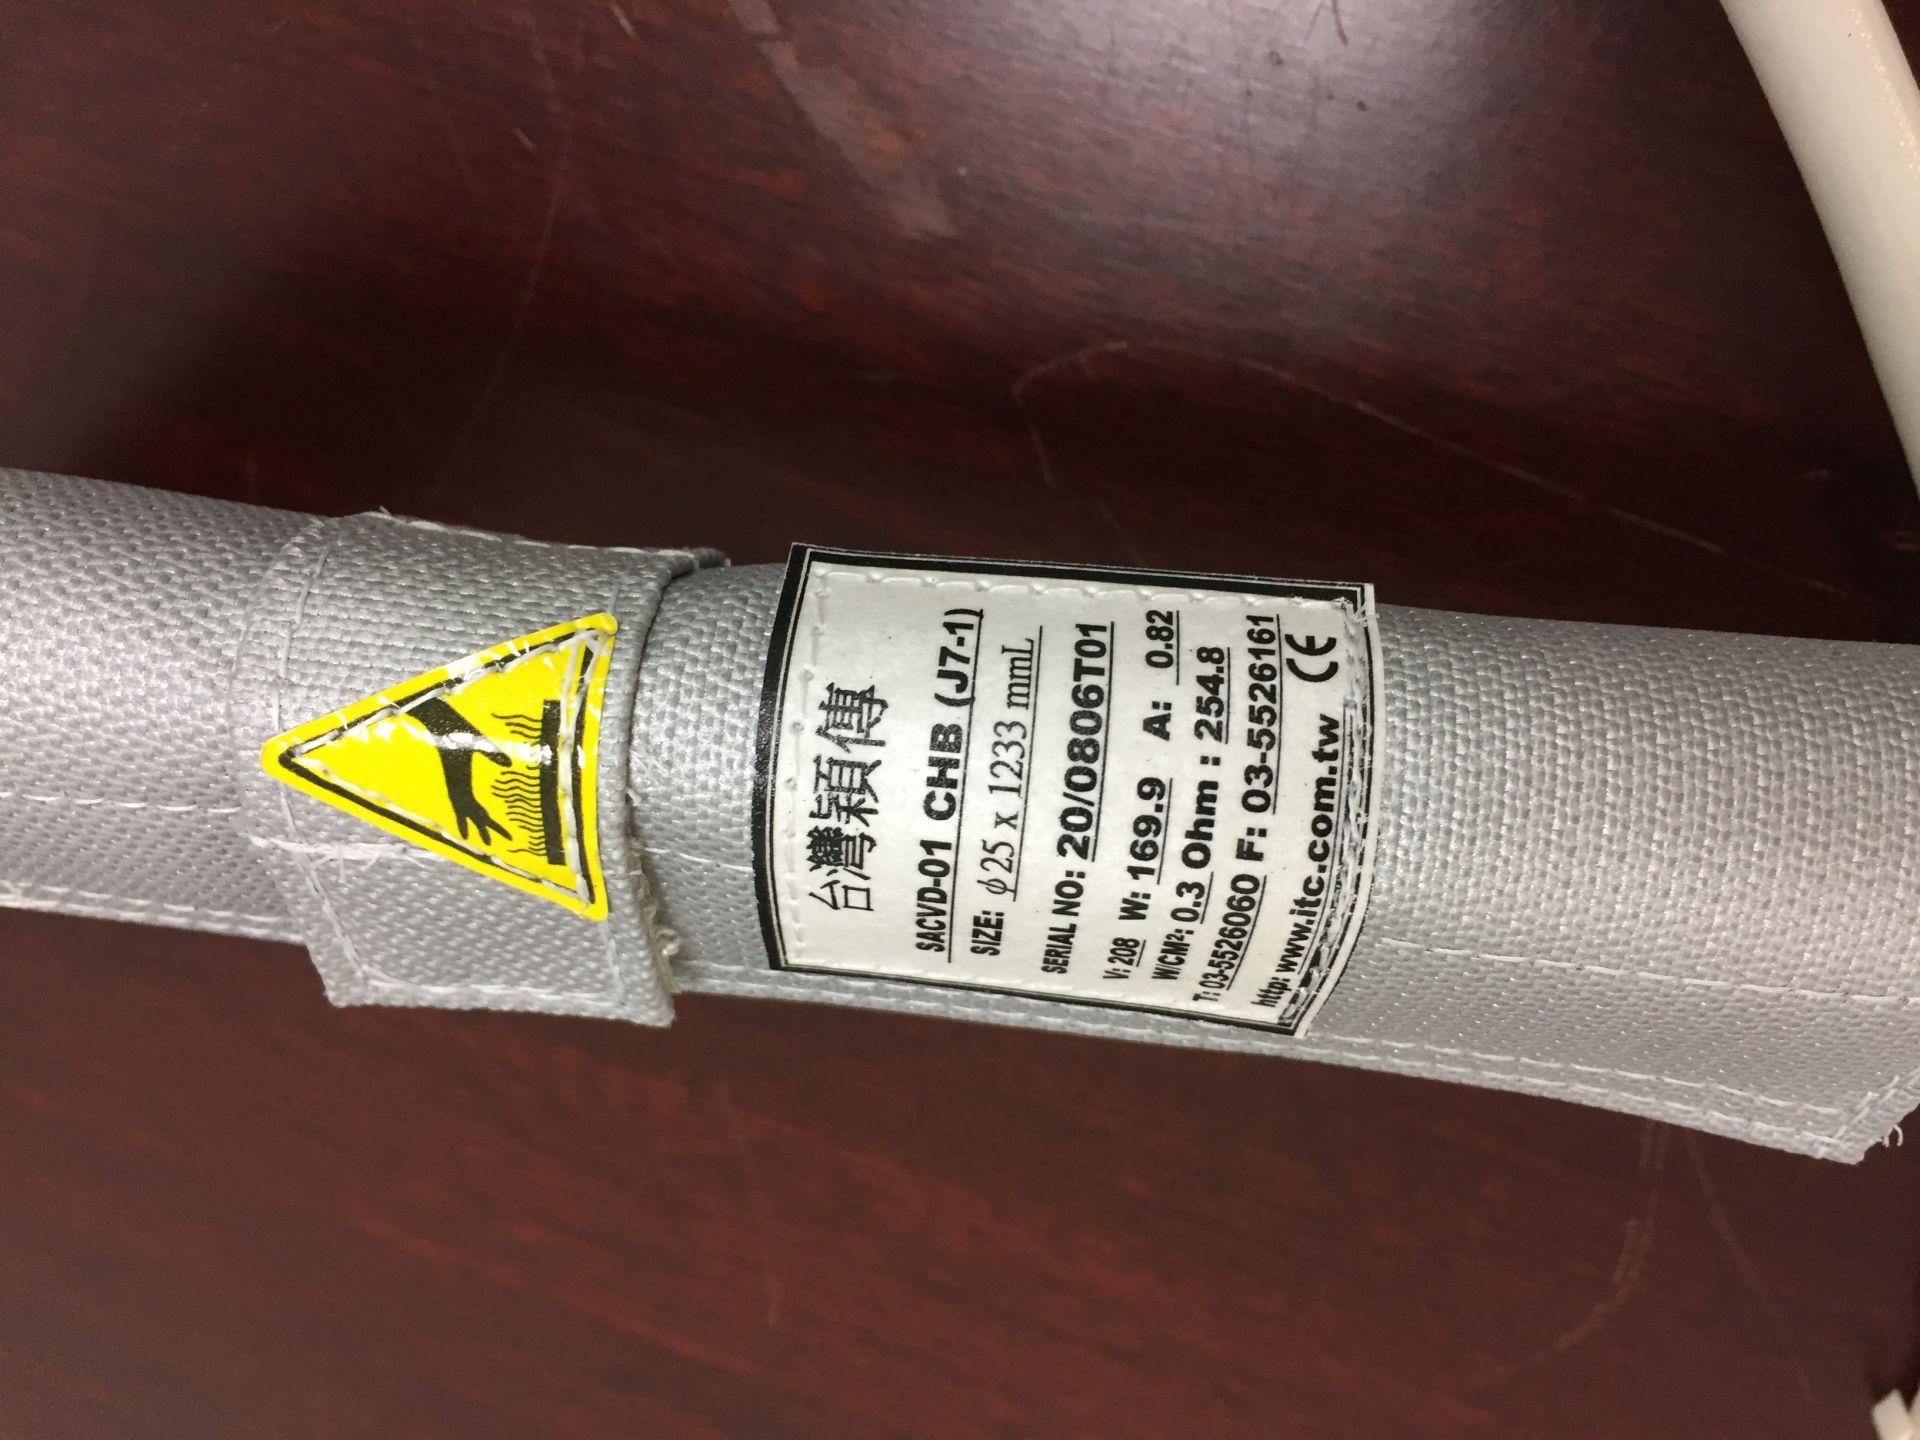 台灣穎傳
SACVD-01 CHB (J7-1)
SIZE: ϕ25 x 1233 mmL
SERIAL NO: 20/0806T01
V: 208 W: 169.9 A: 0.82
W/CM²: 0.3 Ohm : 254.8
T: 03-5526060 F: 03-5526161
http: www.itc.com.tw CE